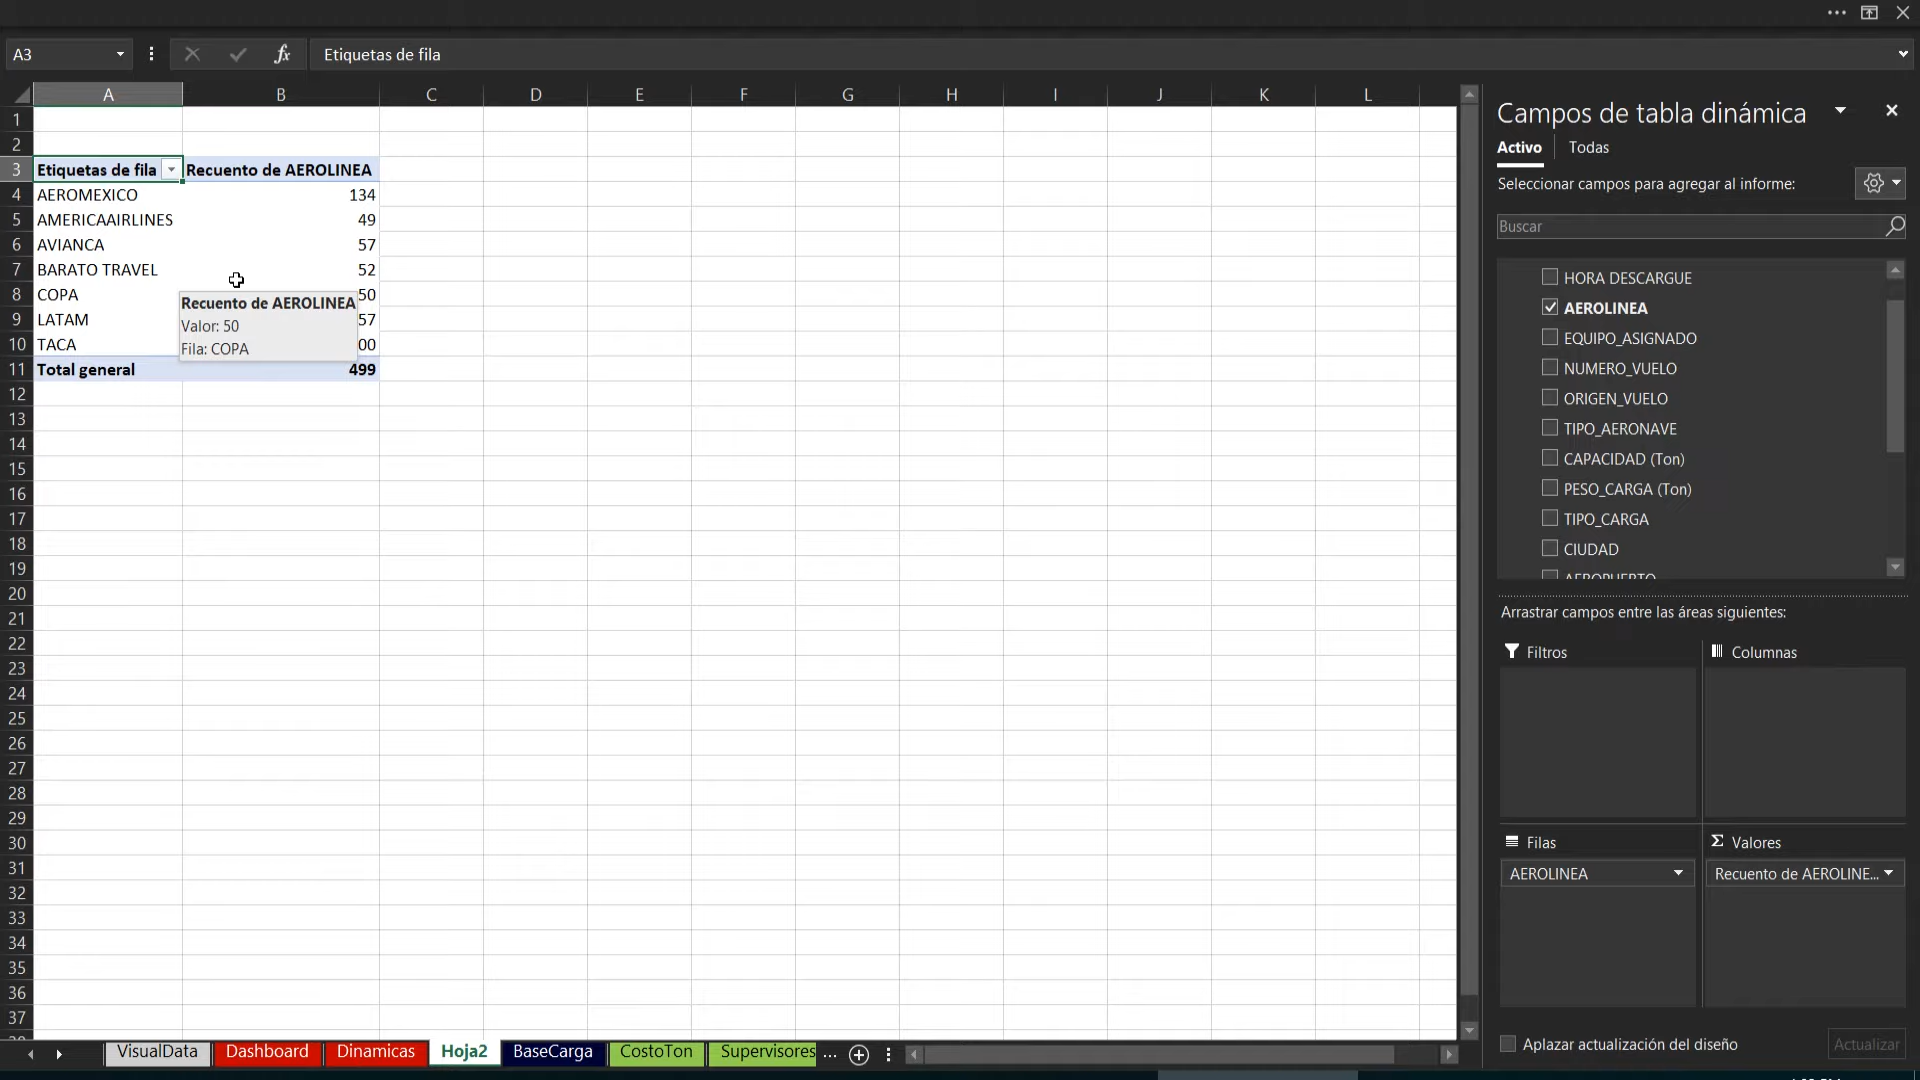 A3
fx
Etiquetas de fila
A B C D E F G H I J K L
1
2
3 Etiquetas de fila Recuento de AEROLINEA
4 AEROMEXICO 134
5 AMERICAAIRLINES 49
6 AVIANCA 57
7 BARATO TRAVEL 52
8 COPA 50
9 LATAM 57
10 TACA 00
11 Total general 499
Recuento de AEROLINEA
Valor: 50
Fila: COPA
12
13
14
15
16
17
18
19
20
21
22
23
24
25
26
27
28
29
30
31
32
33
34
35
36
37
Campos de tabla dinámica
Activo Todas
Seleccionar campos para agregar al informe:
Buscar
HORA DESCARGUE
AEROLINEA
EQUIPO_ASIGNADO
NUMERO_VUELO
ORIGEN_VUELO
TIPO_AERONAVE
CAPACIDAD (Ton)
PESO_CARGA (Ton)
TIPO_CARGA
CIUDAD
AEROPUERTO
Arrastrar campos entre las áreas siguientes:
Filtros Columnas
Filas Σ Valores
AEROLINEA Recuento de AEROLINE...
Aplazar actualización del diseño Actualizar
VisualData Dashboard Dinamicas Hoja2 BaseCarga CostoTon Supervisores ...